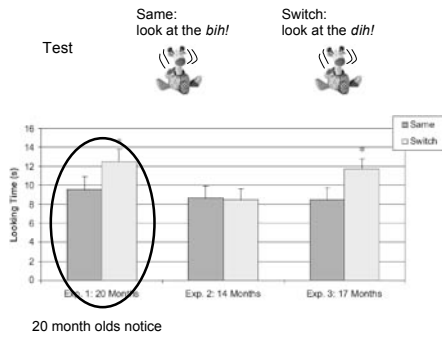 Same:
look at the bih!
Switch:
look at the dih!
Test
Same
Switch
16
14
12
10
8
6
4
2
0
Looking Time (s)
Exp. 1: 20 Months
Exp. 2: 14 Months
Exp. 3: 17 Months
20 month olds notice